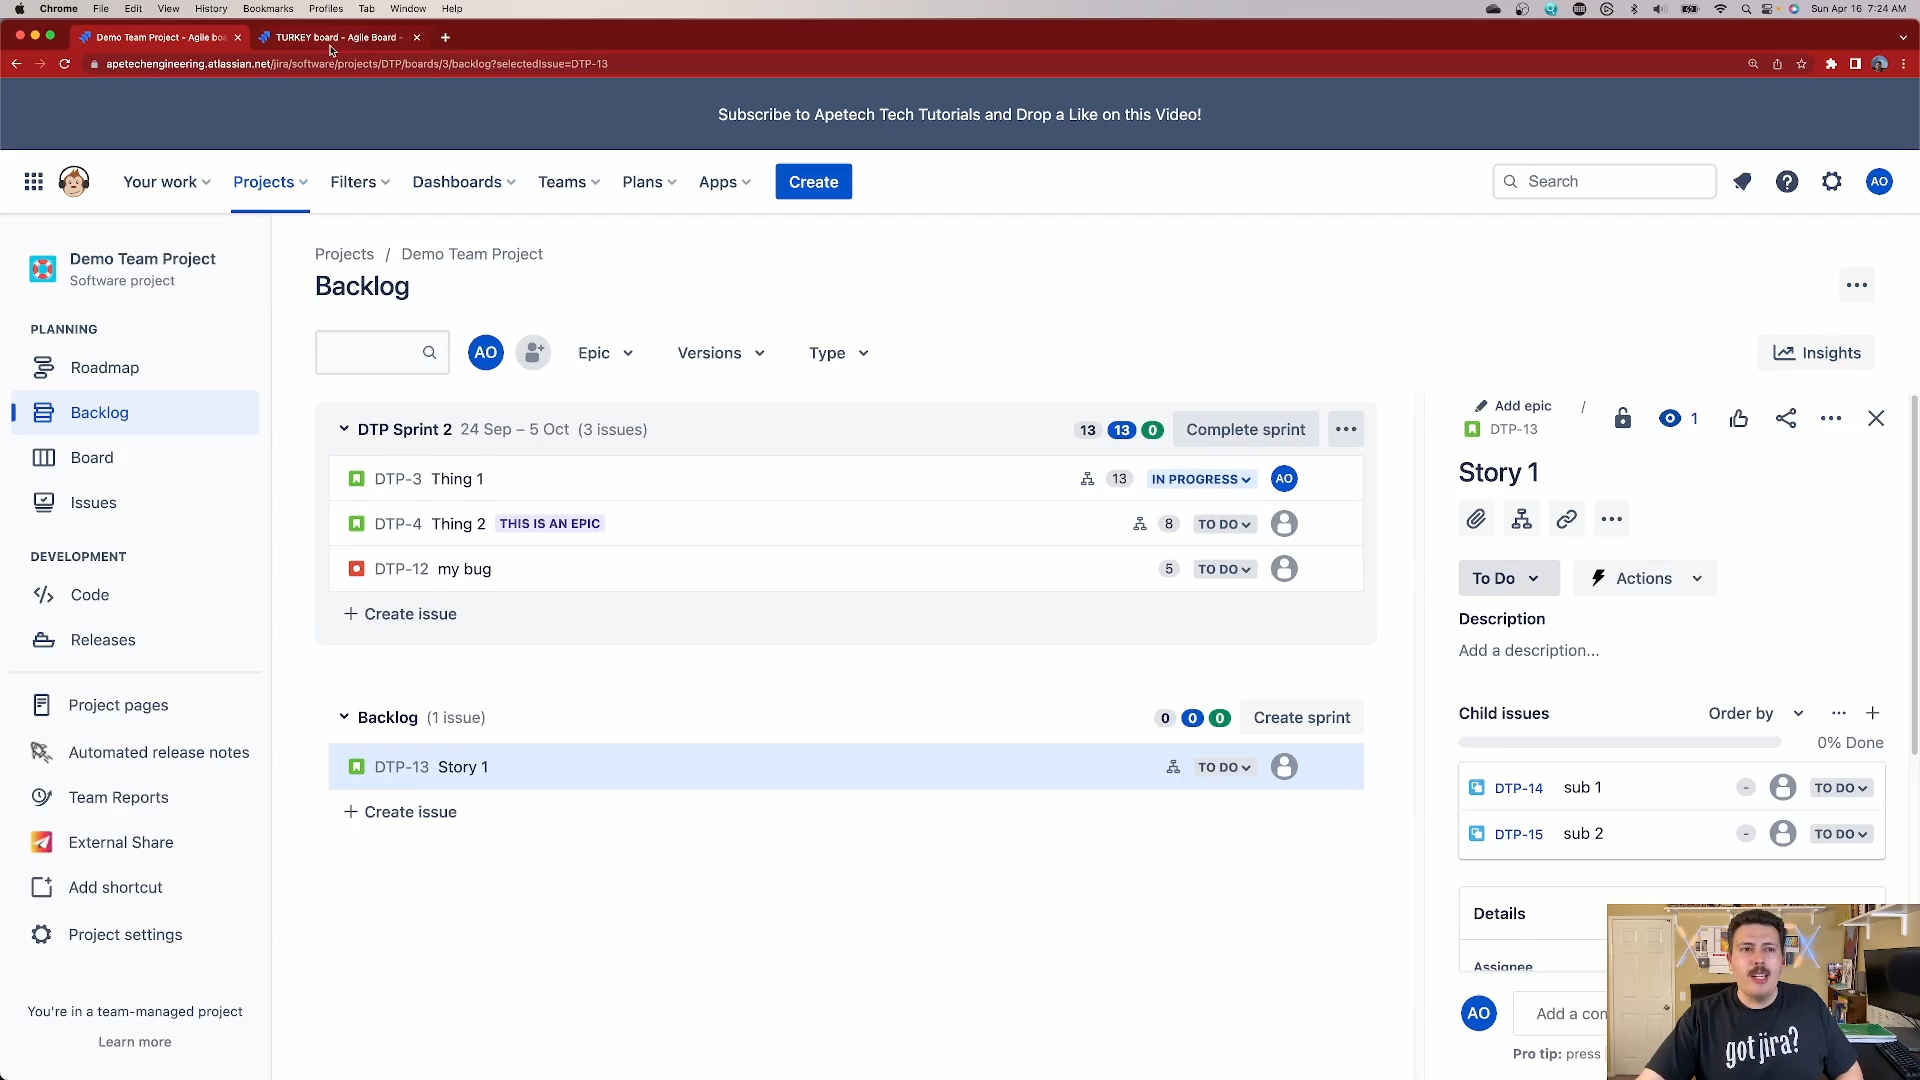 Chrome File Edit View History Bookmarks Profiles Tab Window Help Sun Apr 16 7:24 AM
Demo Team Project - Agile boa TURKEY board - Agile Board -
apetechengineering.atlassian.net/jira/software/projects/DTP/boards/3/backlog?selectedIssue=DTP-13
Subscribe to Apetech Tech Tutorials and Drop a Like on this Video!
Your work Projects Filters Dashboards Teams Plans Apps Create Search AO
Demo Team Project
Software project
PLANNING
Roadmap
Backlog
Board
Issues
DEVELOPMENT
Code
Releases
Project pages
Automated release notes
Team Reports
External Share
Add shortcut
Project settings
You're in a team-managed project
Learn more
Projects / Demo Team Project
Backlog
AO Epic Versions Type Insights
DTP Sprint 2 24 Sep – 5 Oct (3 issues) 13 13 0 Complete sprint
DTP-3 Thing 1 13 IN PROGRESS AO
DTP-4 Thing 2 THIS IS AN EPIC 8 TO DO
DTP-12 my bug 5 TO DO
+ Create issue
Backlog (1 issue) 0 0 0 Create sprint
DTP-13 Story 1 TO DO
+ Create issue
Add epic /
DTP-13
1
Story 1
To Do Actions
Description
Add a description...
Child issues Order by
0% Done
DTP-14 sub 1 - TO DO
DTP-15 sub 2 - TO DO
Details
Assignee
AO Add a con
Pro tip: press
got jira?